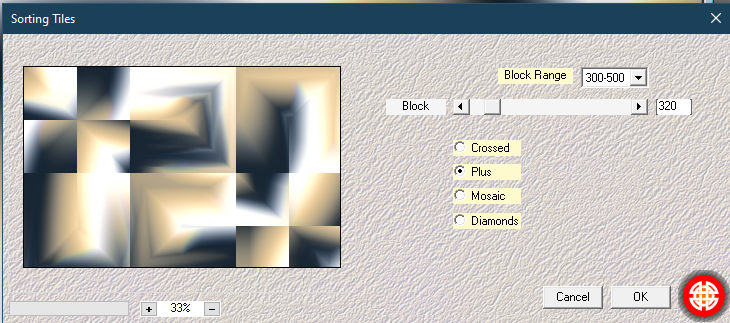 Sorting Tiles
Block Range 300-500
Block 320
Crossed
Plus
Mosaic
Diamonds
Cancel OK
+ 33% −